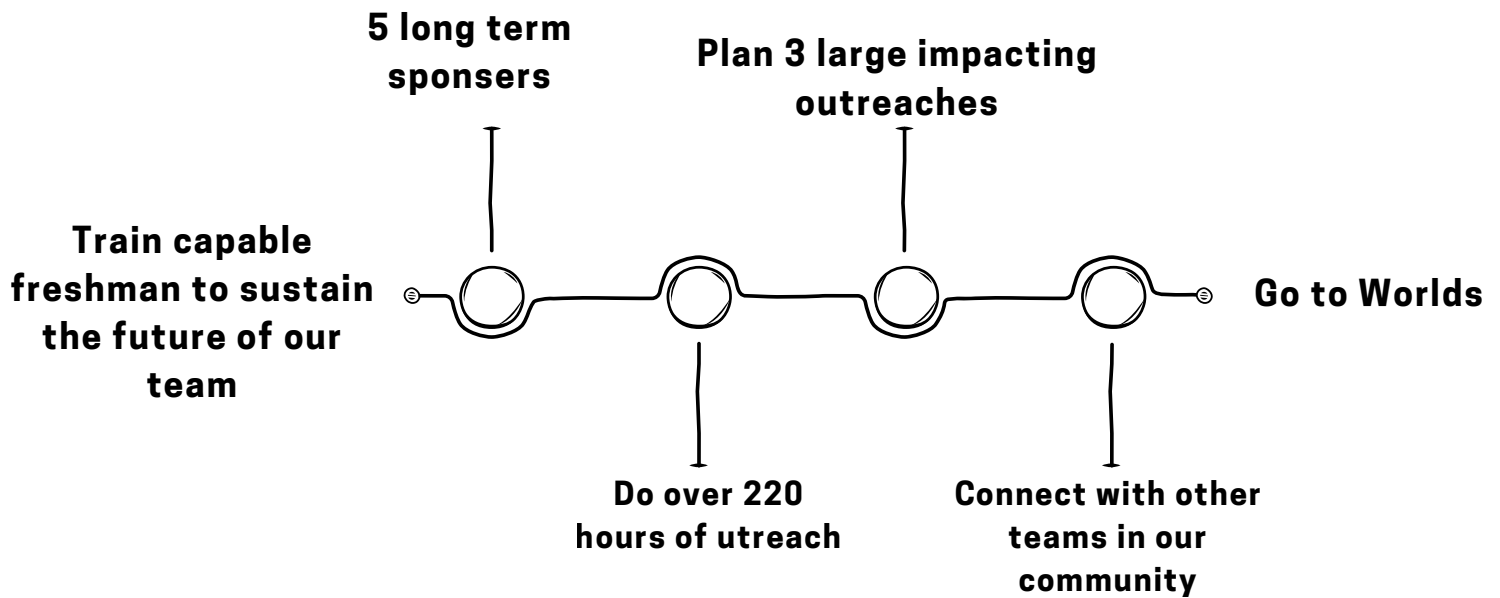 Train capable
freshman to sustain
the future of our
team
5 long term
sponsers
Do over 220
hours of utreach
Plan 3 large impacting
outreaches
Connect with other
teams in our
community
Go to Worlds